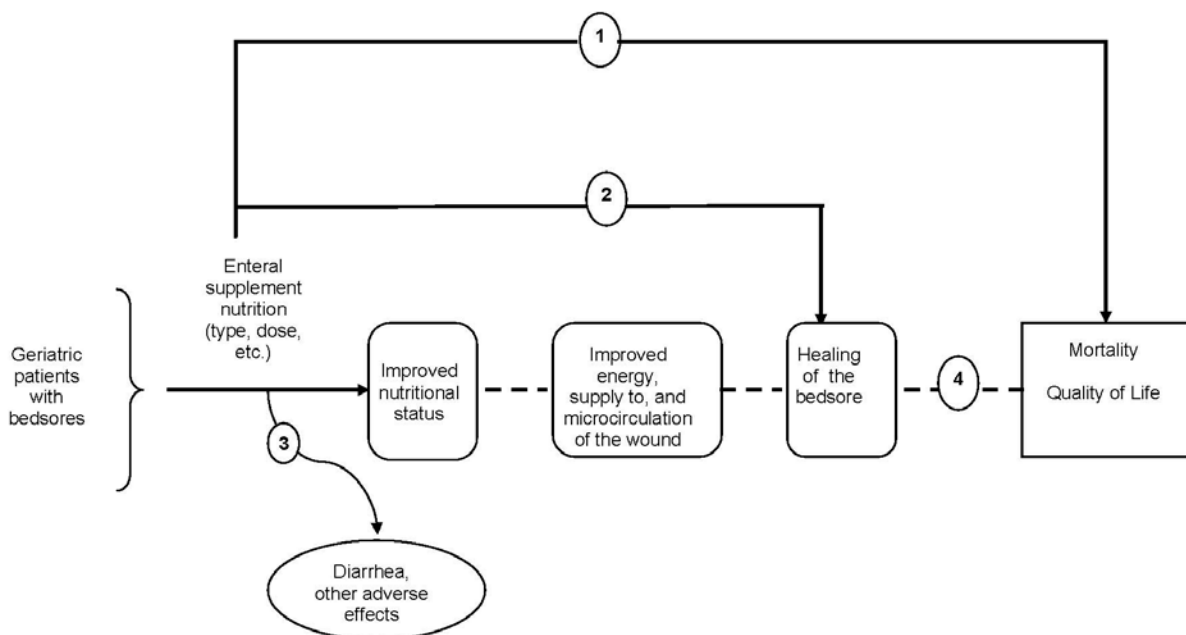 1
2
Enteral
supplement
nutrition
(type, dose,
etc.)
Geriatric
patients
with
bedsores
Improved
nutritional
status
Improved
energy,
supply to, and
microcirculation
of the wound
Healing
of the
bedsore
4
Mortality
Quality of Life
3
Diarrhea,
other adverse
effects